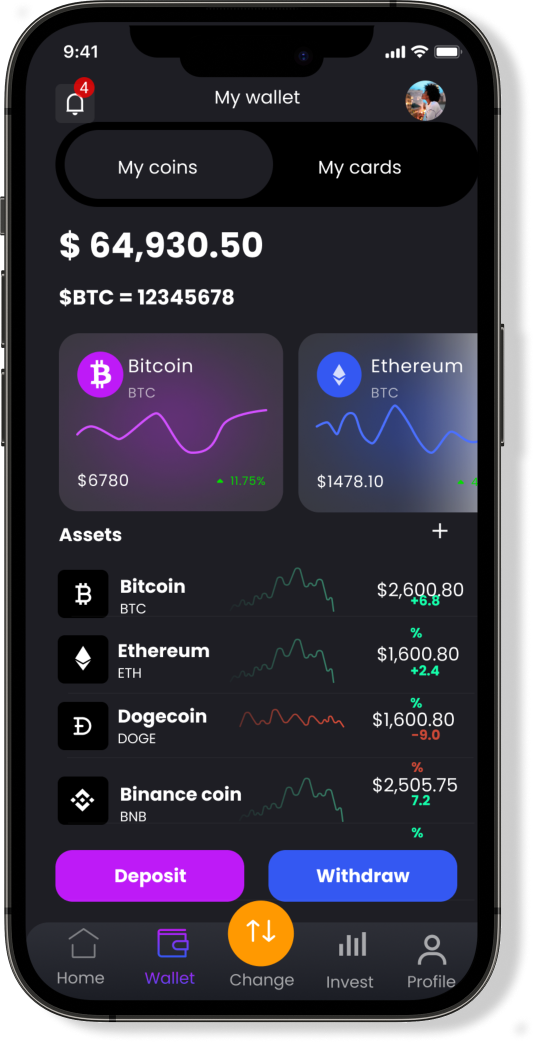 9:41
4
My wallet
My coins
My cards
$ 64,930.50
$BTC = 12345678
Bitcoin
BTC
$6780
11.75%
Ethereum
BTC
$1478.10
Assets
+
Bitcoin
BTC
$2,600.80
+6.8
%
Ethereum
ETH
$1,600.80
+2.4
%
Dogecoin
DOGE
$1,600.80
-9.0
%
Binance coin
BNB
$2,505.75
7.2
%
Deposit
Withdraw
Home
Wallet
Change
Invest
Profile